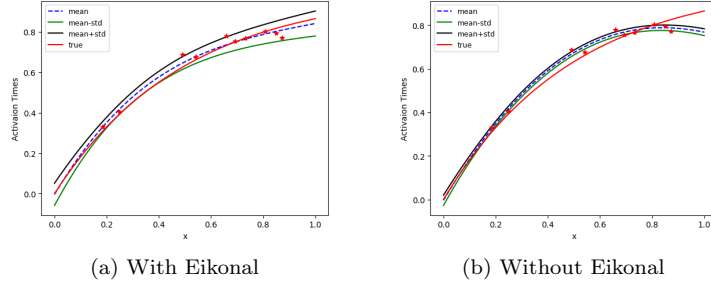 mean
mean-std
mean+std
true
0.8
0.6
0.4
0.2
0.0
Activaion Times
0.0 0.2 0.4 0.6 0.8 1.0
x
(a) With Eikonal
mean
mean-std
mean+std
true
0.8
0.6
0.4
0.2
0.0
Activaion Times
0.0 0.2 0.4 0.6 0.8 1.0
x
(b) Without Eikonal